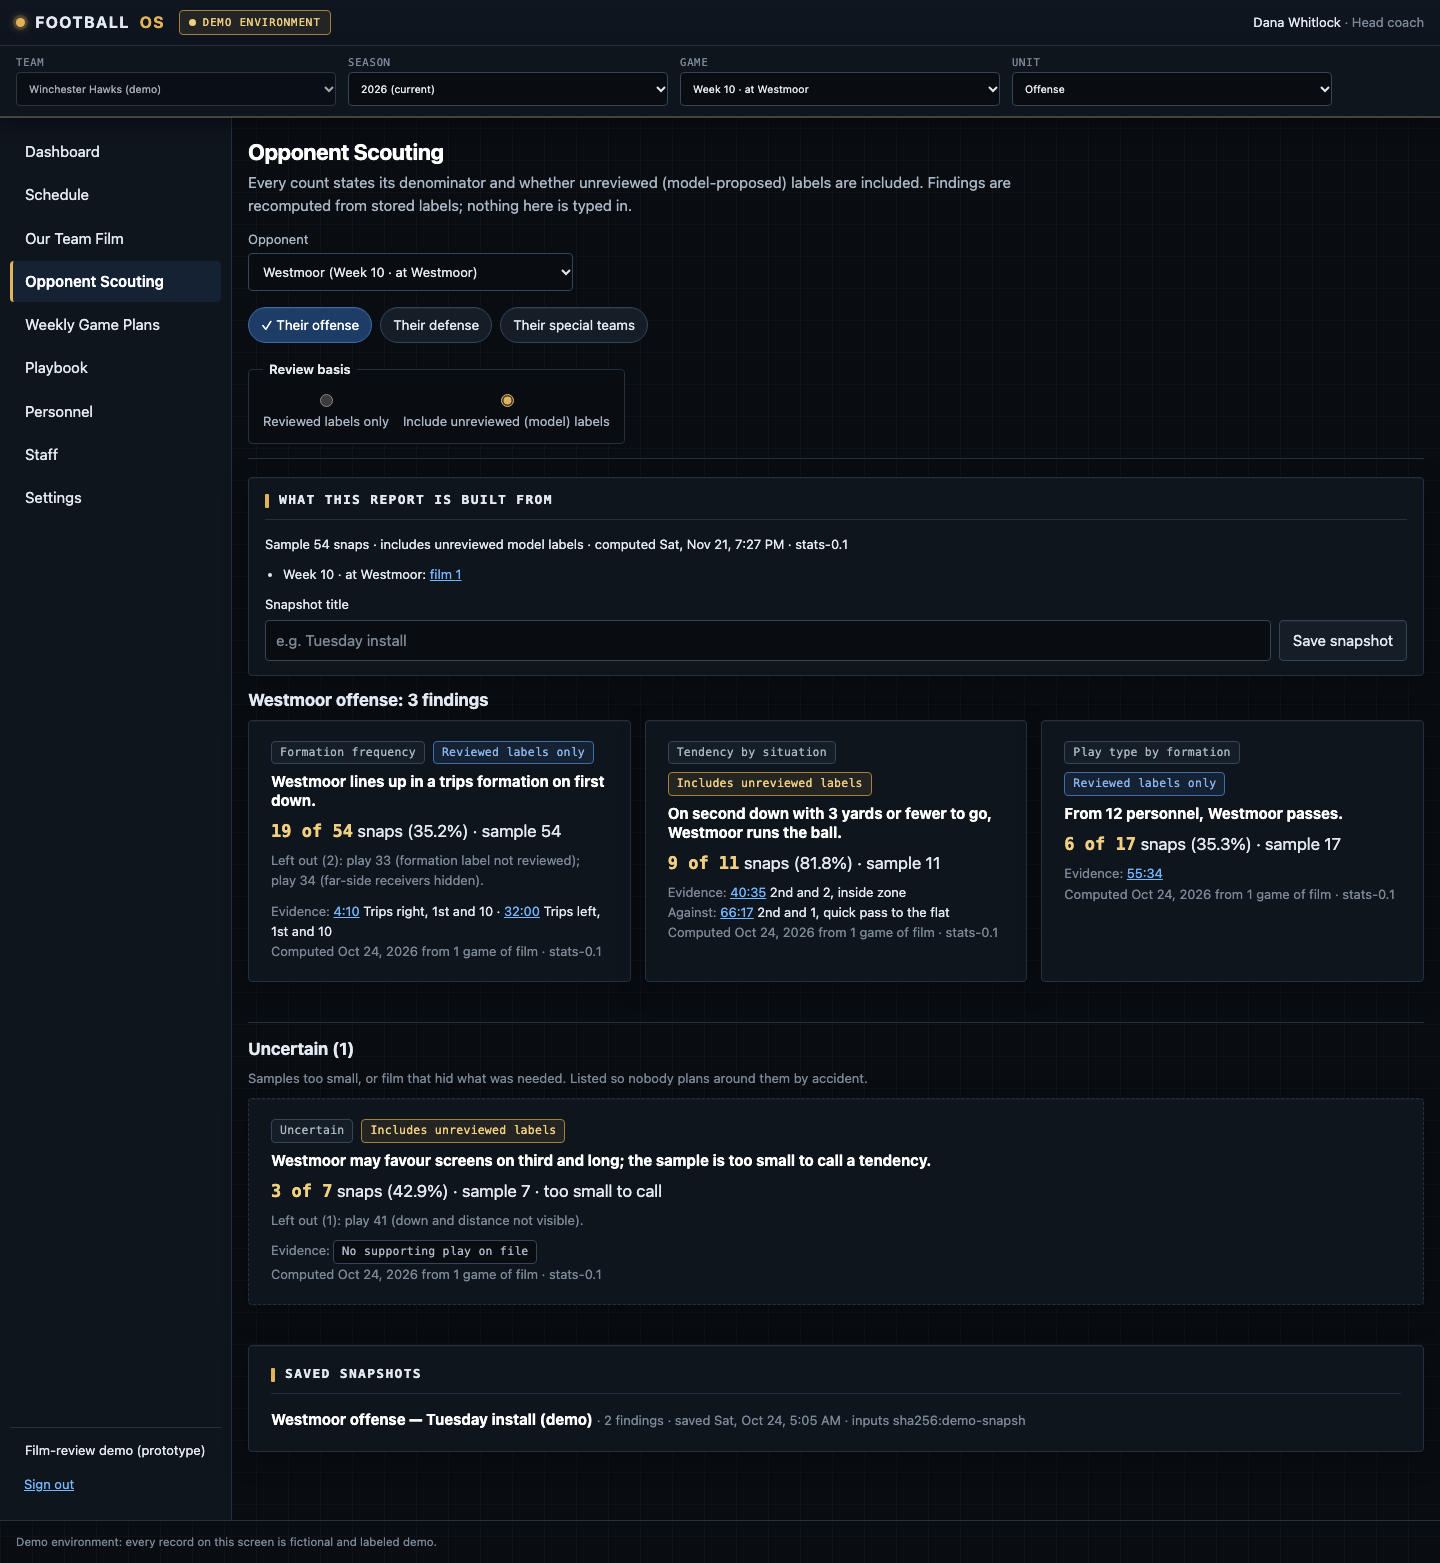 FOOTBALL OS
DEMO ENVIRONMENT
Dana Whitlock · Head coach
TEAM
Winchester Hawks (demo)
SEASON
2026 (current)
GAME
Week 10 · at Westmoor
UNIT
Offense
Dashboard
Schedule
Our Team Film
Opponent Scouting
Weekly Game Plans
Playbook
Personnel
Staff
Settings
Film-review demo (prototype)
Sign out
Opponent Scouting
Every count states its denominator and whether unreviewed (model-proposed) labels are included. Findings are
recomputed from stored labels; nothing here is typed in.
Opponent
Westmoor (Week 10 · at Westmoor)
✓ Their offense
Their defense
Their special teams
Review basis
Reviewed labels only
Include unreviewed (model) labels
WHAT THIS REPORT IS BUILT FROM
Sample 54 snaps · includes unreviewed model labels · computed Sat, Nov 21, 7:27 PM · stats-0.1
• Week 10 · at Westmoor: film 1
Snapshot title
e.g. Tuesday install
Save snapshot
Westmoor offense: 3 findings
Formation frequency
Reviewed labels only
Westmoor lines up in a trips formation on first
down.
19 of 54 snaps (35.2%) · sample 54
Left out (2): play 33 (formation label not reviewed);
play 34 (far-side receivers hidden).
Evidence: 4:10 Trips right, 1st and 10 · 32:00 Trips left,
1st and 10
Computed Oct 24, 2026 from 1 game of film · stats-0.1
Tendency by situation
Includes unreviewed labels
On second down with 3 yards or fewer to go,
Westmoor runs the ball.
9 of 11 snaps (81.8%) · sample 11
Evidence: 40:35 2nd and 2, inside zone
Against: 66:17 2nd and 1, quick pass to the flat
Computed Oct 24, 2026 from 1 game of film · stats-0.1
Play type by formation
Reviewed labels only
From 12 personnel, Westmoor passes.
6 of 17 snaps (35.3%) · sample 17
Evidence: 55:34
Computed Oct 24, 2026 from 1 game of film · stats-0.1
Uncertain (1)
Samples too small, or film that hid what was needed. Listed so nobody plans around them by accident.
Uncertain
Includes unreviewed labels
Westmoor may favour screens on third and long; the sample is too small to call a tendency.
3 of 7 snaps (42.9%) · sample 7 · too small to call
Left out (1): play 41 (down and distance not visible).
Evidence: No supporting play on file
Computed Oct 24, 2026 from 1 game of film · stats-0.1
SAVED SNAPSHOTS
Westmoor offense — Tuesday install (demo) · 2 findings · saved Sat, Oct 24, 5:05 AM · inputs sha256:demo-snapsh
Demo environment: every record on this screen is fictional and labeled demo.